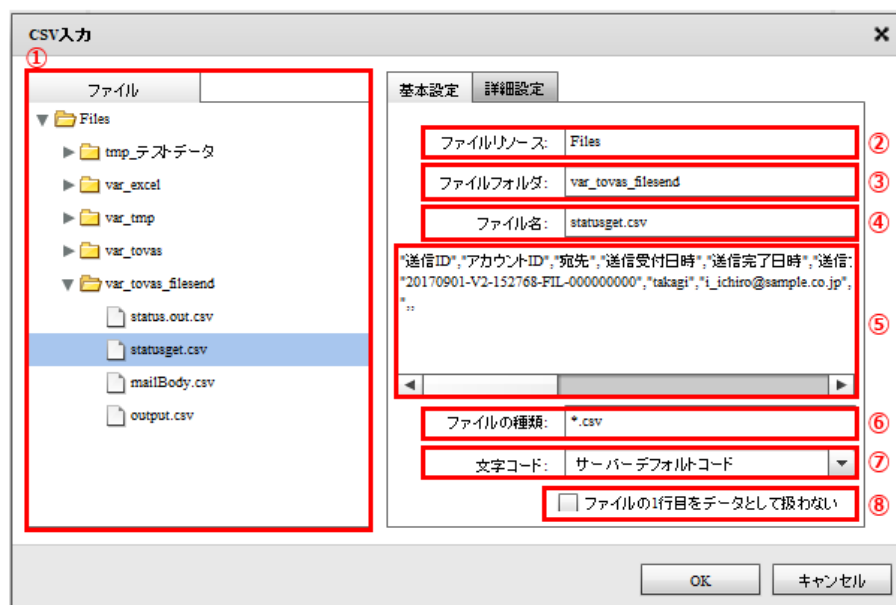 CSV入力
①
ファイル
Files
tmp_テストデータ
var_excel
var_tmp
var_tovas
var_tovas_filesend
status.out.csv
statusget.csv
mailBody.csv
output.csv
基本設定 詳細設定
ファイルリソース: Files ②
ファイルフォルダ: var_tovas_filesend ③
ファイル名: statusget.csv ④
"送信ID","アカウントID","宛先","送信受付日時","送信完了日時","送信
"20170901-V2-152768-FIL-000000000","takagi","i_ichiro@sample.co.jp",
",,
⑤
ファイルの種類: *.csv ⑥
文字コード: サーバーデフォルトコード ⑦
ファイルの1行目をデータとして扱わない ⑧
OK キャンセル